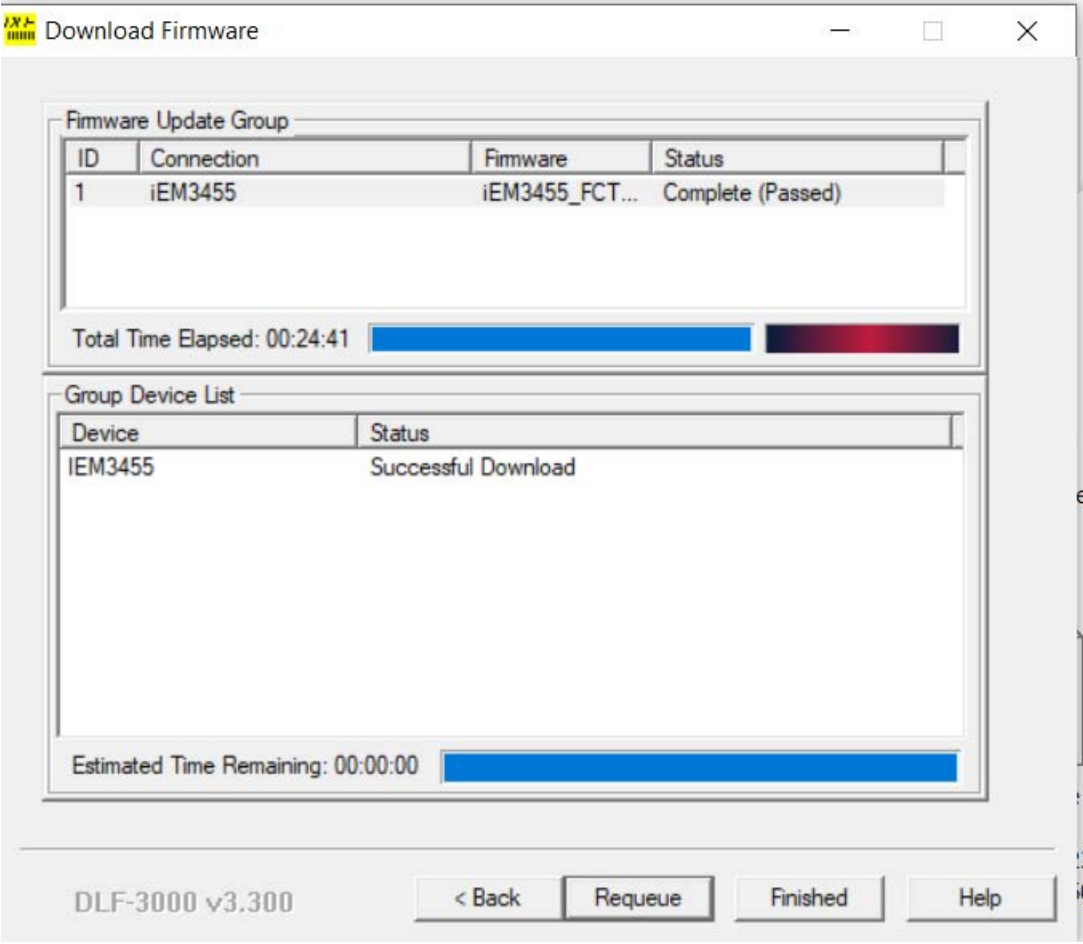 Download Firmware
Firmware Update Group
ID Connection Firmware Status
1 iEM3455 iEM3455_FCT... Complete (Passed)
Total Time Elapsed: 00:24:41
Group Device List
Device Status
IEM3455 Successful Download
Estimated Time Remaining: 00:00:00
DLF-3000 v3.300 < Back Requeue Finished Help